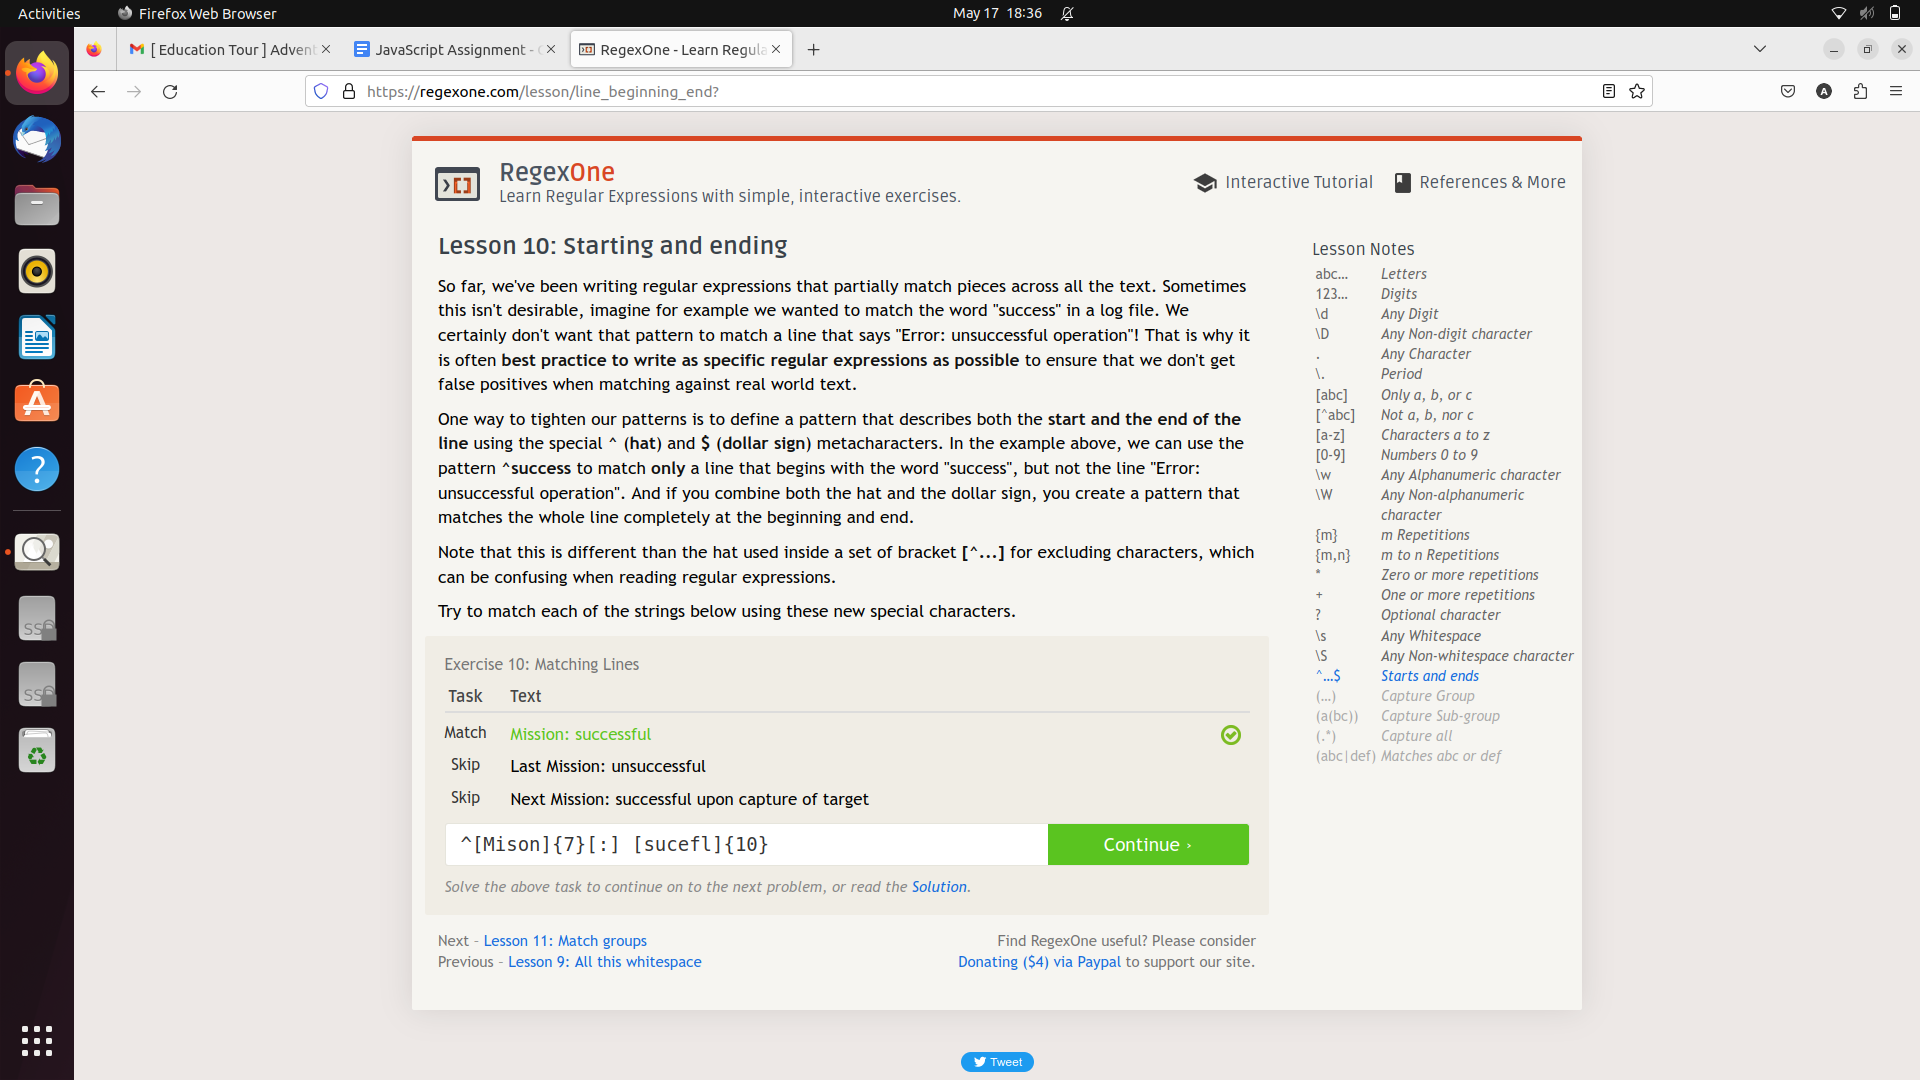 Activities
Firefox Web Browser
May 17 18:36
[ Education Tour ] Advent
JavaScript Assignment -
RegexOne - Learn Regula
https://regexone.com/lesson/line_beginning_end?
A
RegexOne
Learn Regular Expressions with simple, interactive exercises.
Interactive Tutorial
References & More
Lesson 10: Starting and ending
So far, we've been writing regular expressions that partially match pieces across all the text. Sometimes
this isn't desirable, imagine for example we wanted to match the word "success" in a log file. We
certainly don't want that pattern to match a line that says "Error: unsuccessful operation"! That is why it
is often best practice to write as specific regular expressions as possible to ensure that we don't get
false positives when matching against real world text.
One way to tighten our patterns is to define a pattern that describes both the start and the end of the
line using the special ^ (hat) and $ (dollar sign) metacharacters. In the example above, we can use the
pattern ^success to match only a line that begins with the word "success", but not the line "Error:
unsuccessful operation". And if you combine both the hat and the dollar sign, you create a pattern that
matches the whole line completely at the beginning and end.
Note that this is different than the hat used inside a set of bracket [^...] for excluding characters, which
can be confusing when reading regular expressions.
Try to match each of the strings below using these new special characters.
Exercise 10: Matching Lines
Task Text
Match Mission: successful
Skip Last Mission: unsuccessful
Skip Next Mission: successful upon capture of target
^[Mison]{7}[:] [sucefl]{10}
Continue ›
Solve the above task to continue on to the next problem, or read the Solution.
Next – Lesson 11: Match groups
Previous – Lesson 9: All this whitespace
Find RegexOne useful? Please consider
Donating ($4) via Paypal to support our site.
Lesson Notes
abc… Letters
123… Digits
\d Any Digit
\D Any Non-digit character
. Any Character
\. Period
[abc] Only a, b, or c
[^abc] Not a, b, nor c
[a-z] Characters a to z
[0-9] Numbers 0 to 9
\w Any Alphanumeric character
\W Any Non-alphanumeric
character
{m} m Repetitions
{m,n} m to n Repetitions
* Zero or more repetitions
+ One or more repetitions
? Optional character
\s Any Whitespace
\S Any Non-whitespace character
^…$ Starts and ends
(…) Capture Group
(a(bc)) Capture Sub-group
(.*) Capture all
(abc|def) Matches abc or def
Tweet